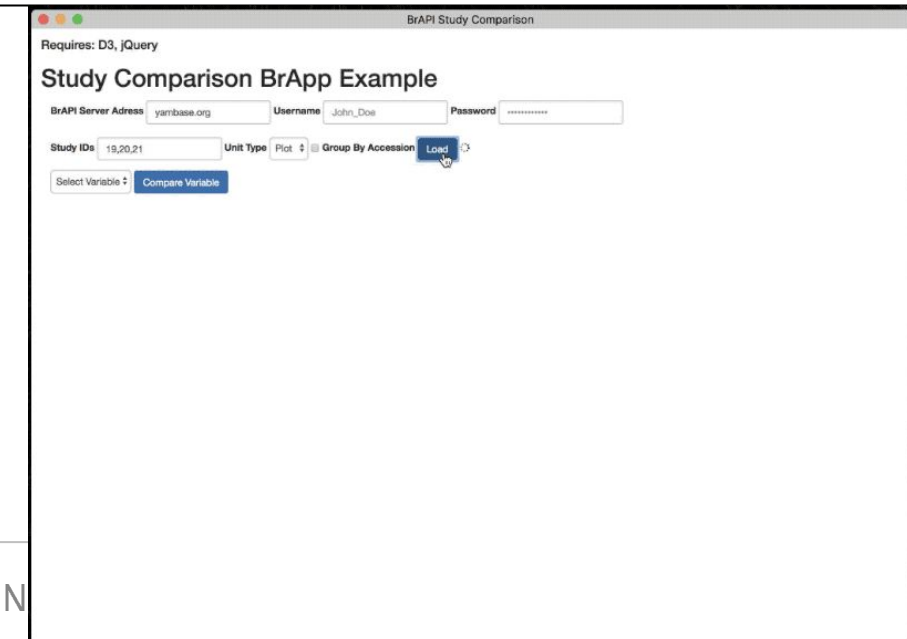 BrAPI Study Comparison
Requires: D3, jQuery
Study Comparison BrApp Example
BrAPI Server Adress yambase.org Username John_Doe Password ············
Study IDs 19,20,21 Unit Type Plot Group By Accession Load
Select Variable Compare Variable
N